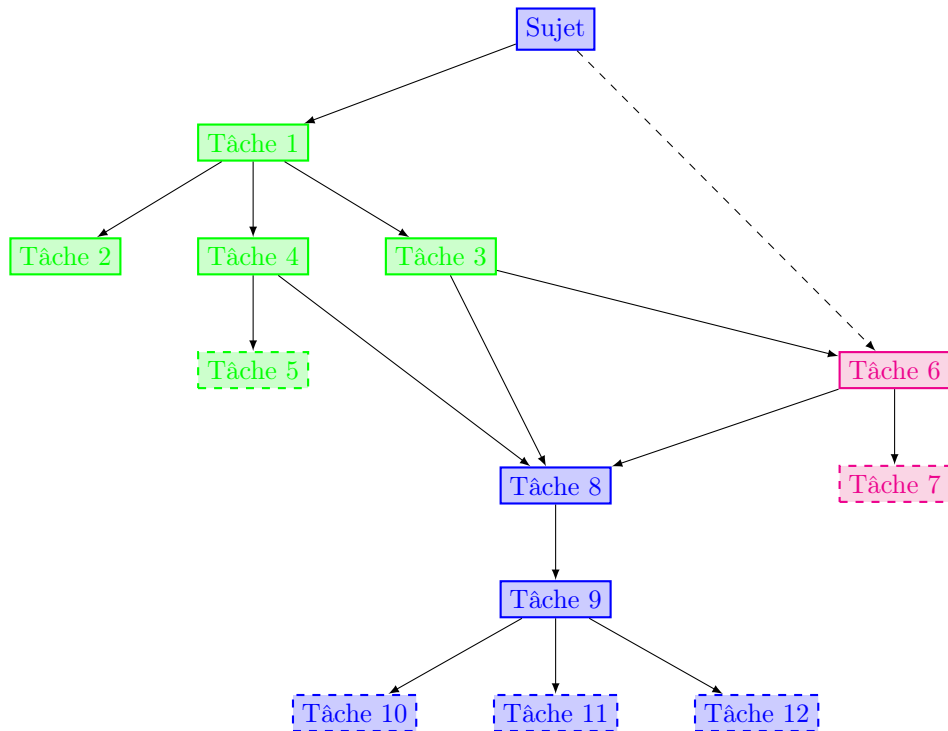 Sujet
Tâche 1
Tâche 2
Tâche 4
Tâche 3
Tâche 5
Tâche 6
Tâche 8
Tâche 7
Tâche 9
Tâche 10
Tâche 11
Tâche 12